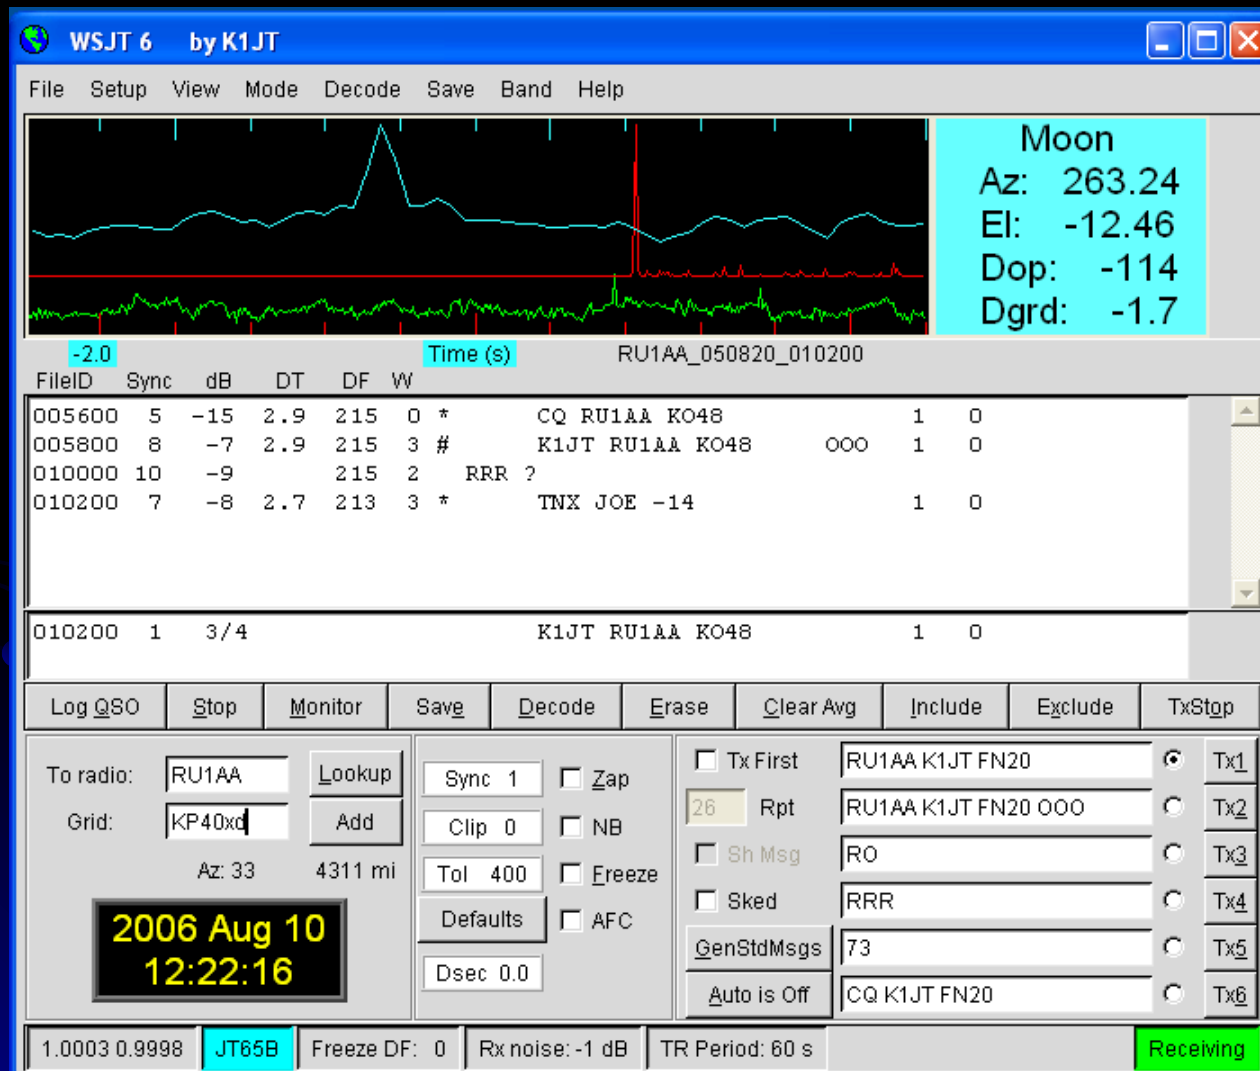 WSJT 6 by K1JT
File Setup View Mode Decode Save Band Help
Moon
Az: 263.24
El: -12.46
Dop: -114
Dgrd: -1.7
-2.0 Time (s) RU1AA_050820_010200
FileID Sync dB DT DF W
005600 5 -15 2.9 215 0 * CQ RU1AA KO48 1 0
005800 8 -7 2.9 215 3 # K1JT RU1AA KO48 OOO 1 0
010000 10 -9 215 2 RRR ?
010200 7 -8 2.7 213 3 * TNX JOE -14 1 0
010200 1 3/4 K1JT RU1AA KO48 1 0
Log QSO Stop Monitor Save Decode Erase Clear Avg Include Exclude TxStop
To radio: RU1AA Lookup
Grid: KP40xd Add
Az: 33 4311 mi
2006 Aug 10
12:22:16
Sync 1 Zap
Clip 0 NB
Tol 400 Freeze
Defaults AFC
Dsec 0.0
Tx First RU1AA K1JT FN20 Tx1
26 Rpt RU1AA K1JT FN20 OOO Tx2
Sh Msg RO Tx3
Sked RRR Tx4
GenStdMsgs 73 Tx5
Auto is Off CQ K1JT FN20 Tx6
1.0003 0.9998 JT65B Freeze DF: 0 Rx noise: -1 dB TR Period: 60 s Receiving